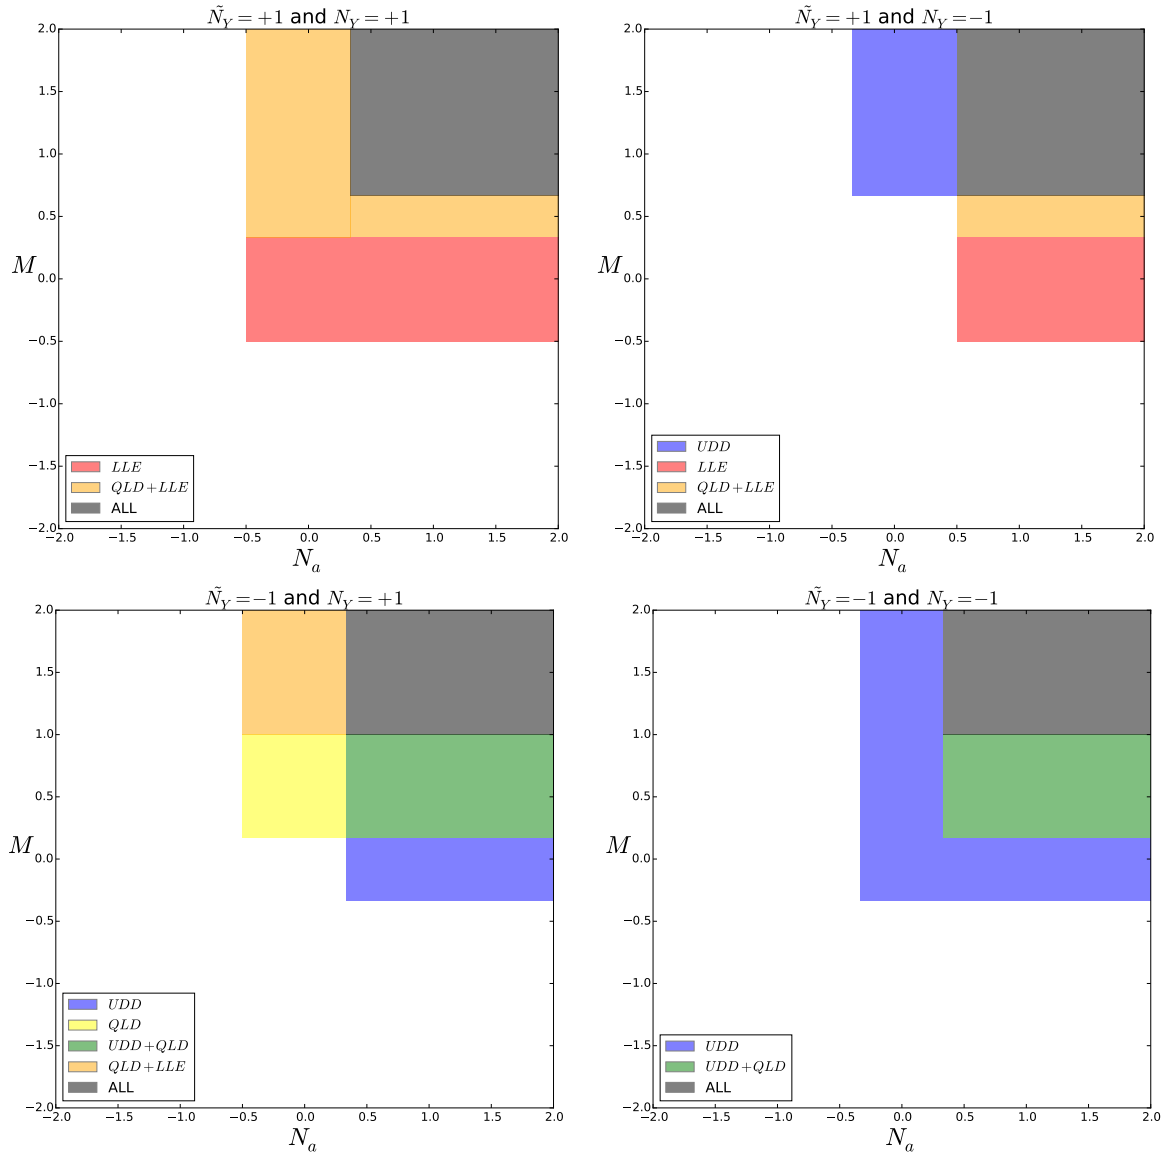 Ñ_Y = +1 and N_Y = +1
2.0
1.5
1.0
0.5
M
0.0
−0.5
−1.0
−1.5
−2.0
LLE
QLD+LLE
ALL
−2.0 −1.5 −1.0 −0.5 0.0 0.5 1.0 1.5 2.0
N_a
Ñ_Y = +1 and N_Y = −1
2.0
1.5
1.0
0.5
M
0.0
−0.5
−1.0
−1.5
−2.0
UDD
LLE
QLD+LLE
ALL
−2.0 −1.5 −1.0 −0.5 0.0 0.5 1.0 1.5 2.0
N_a
Ñ_Y = −1 and N_Y = +1
2.0
1.5
1.0
0.5
M
0.0
−0.5
−1.0
−1.5
−2.0
UDD
QLD
UDD+QLD
QLD+LLE
ALL
−2.0 −1.5 −1.0 −0.5 0.0 0.5 1.0 1.5 2.0
N_a
Ñ_Y = −1 and N_Y = −1
2.0
1.5
1.0
0.5
M
0.0
−0.5
−1.0
−1.5
−2.0
UDD
UDD+QLD
ALL
−2.0 −1.5 −1.0 −0.5 0.0 0.5 1.0 1.5 2.0
N_a